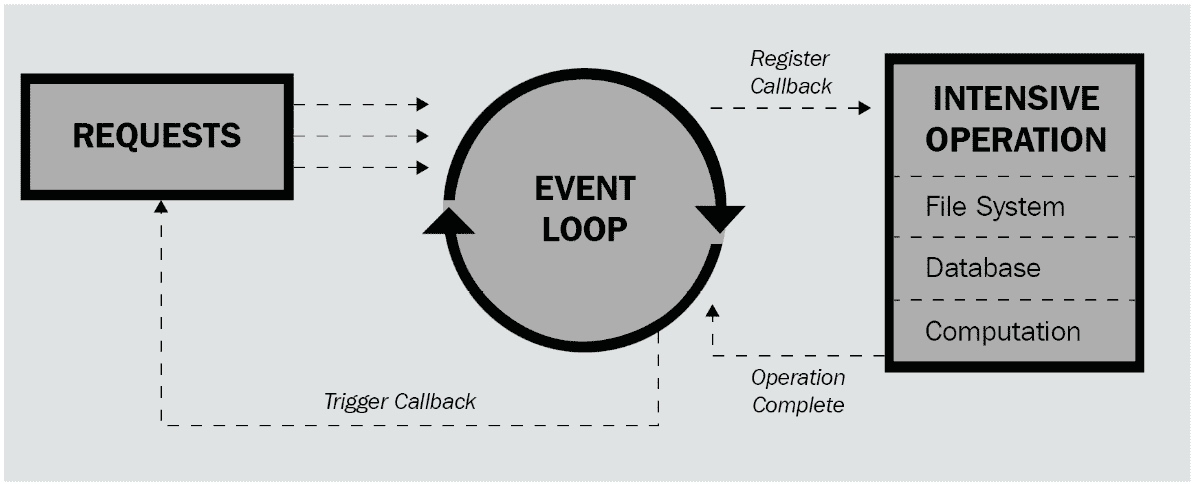 REQUESTS
EVENT
LOOP
Register
Callback
INTENSIVE
OPERATION
File System
Database
Computation
Operation
Complete
Trigger Callback